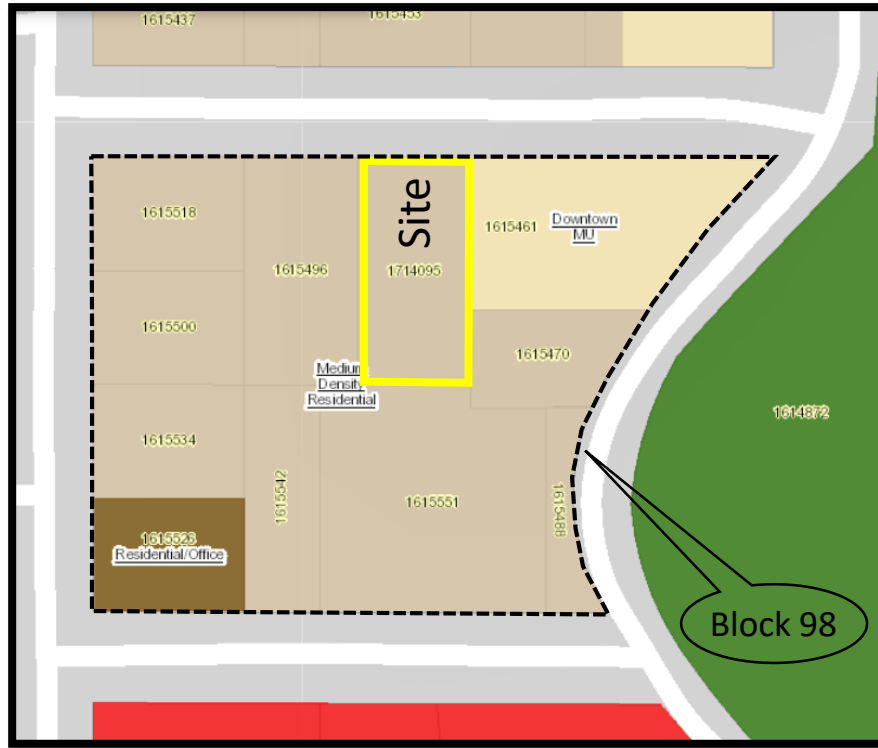 1615437
1615453
1615518
Site
1615461
Downtown
MU
1615496
1714095
1615500
1615470
Medium
Density
Residential
1614872
1615534
1615542
1615551
1615488
1615526
Residential/Office
Block 98